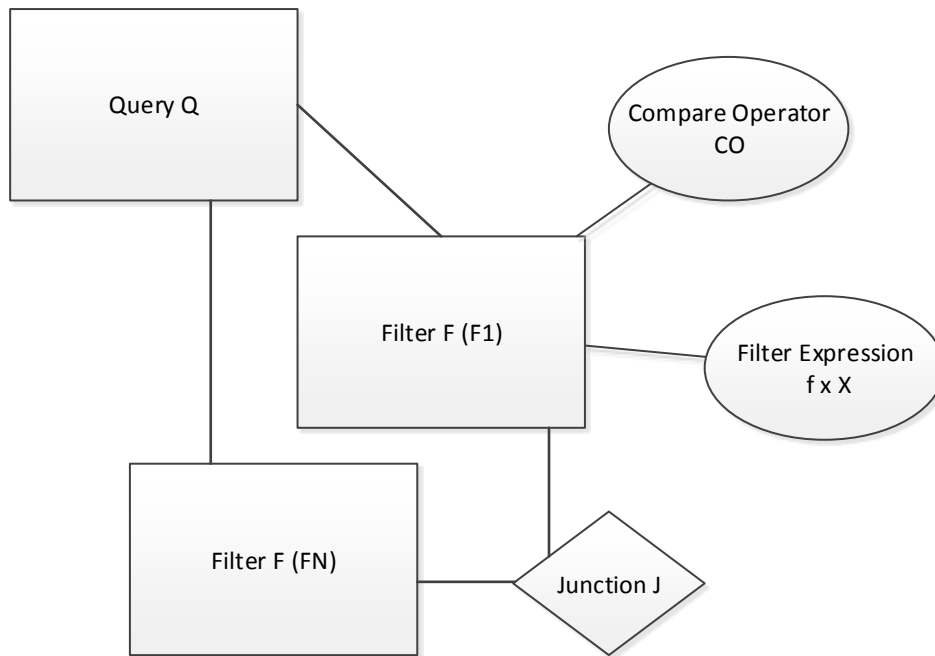 Query Q
Compare Operator
CO
Filter F (F1)
Filter Expression
f x X
Filter F (FN)
Junction J